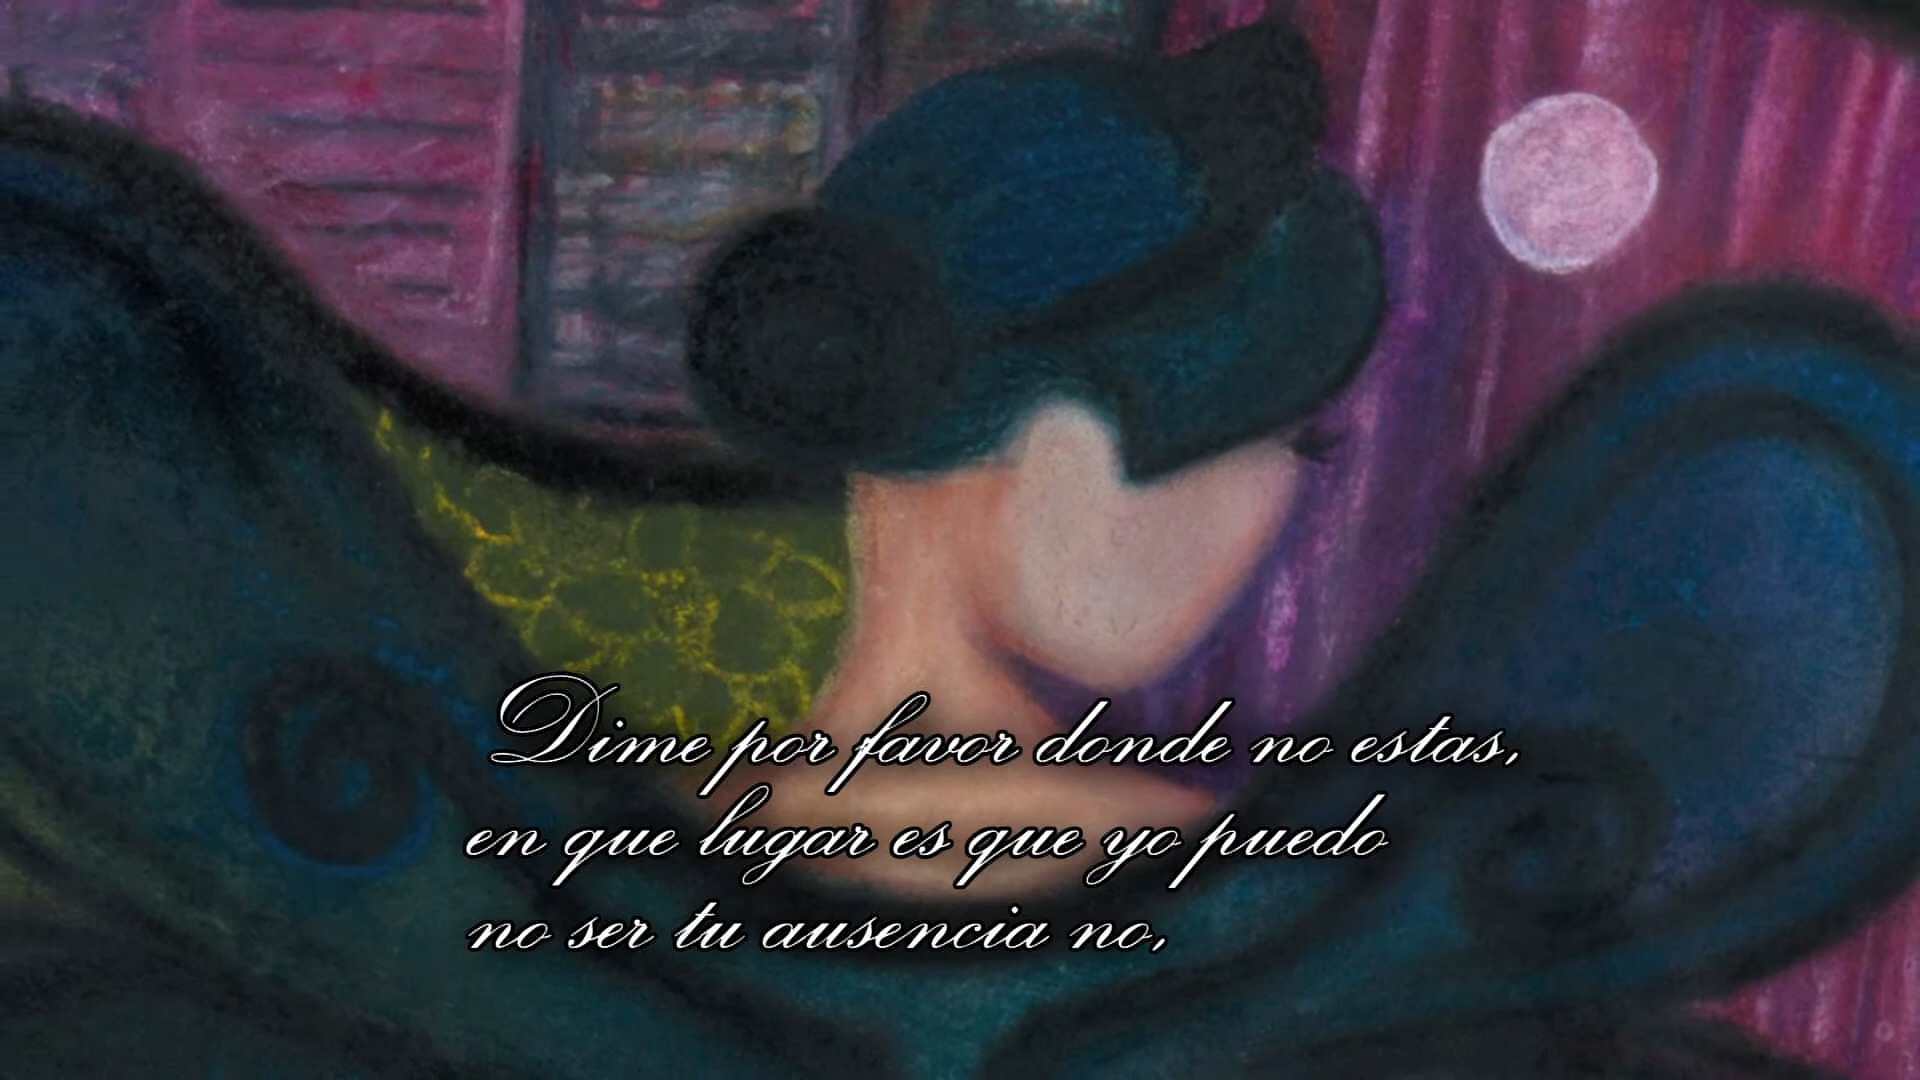 Dime por favor donde no estas,
en que lugar es que yo puedo
no ser tu ausencia no,